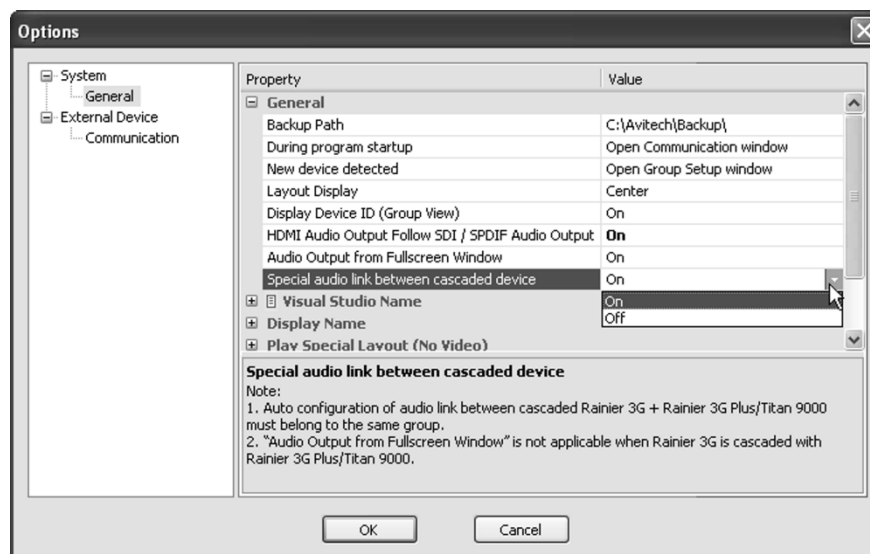 Options
System
General
External Device
Communication
Property Value
General
Backup Path C:\Avitech\Backup\
During program startup Open Communication window
New device detected Open Group Setup window
Layout Display Center
Display Device ID (Group View) On
HDMI Audio Output Follow SDI / SPDIF Audio Output On
Audio Output from Fullscreen Window On
Special audio link between cascaded device On
On
Off
Visual Studio Name
Display Name
Play Special Layout (No Video)
Special audio link between cascaded device
Note:
1. Auto configuration of audio link between cascaded Rainier 3G + Rainier 3G Plus/Titan 9000
must belong to the same group.
2. "Audio Output from Fullscreen Window" is not applicable when Rainier 3G is cascaded with
Rainier 3G Plus/Titan 9000.
OK Cancel